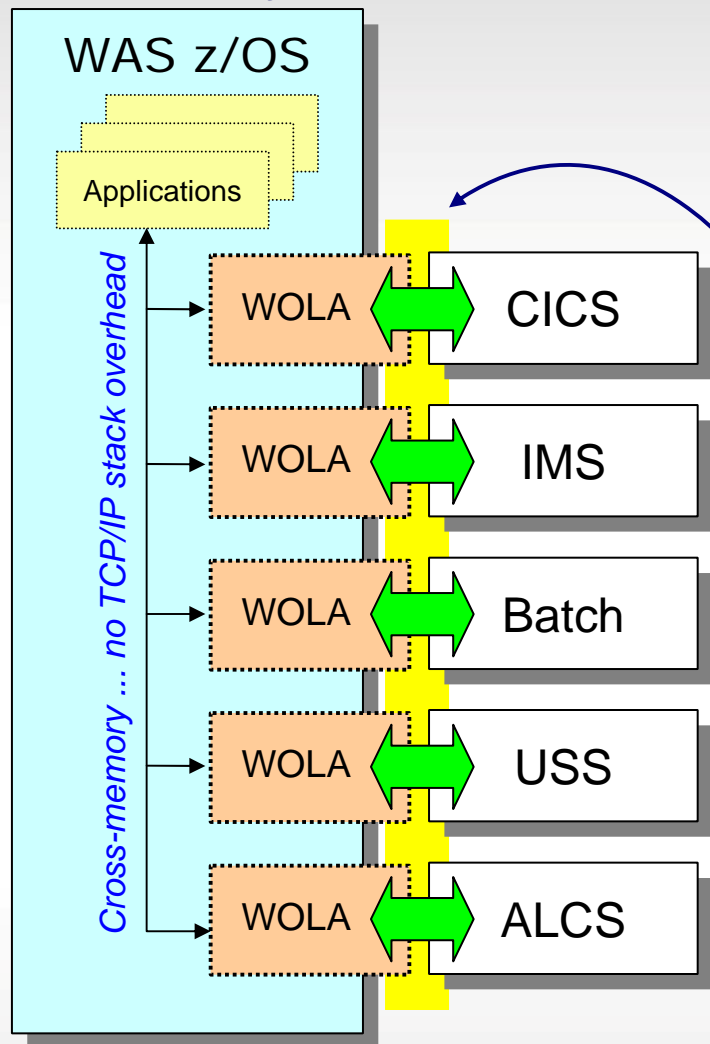 WAS z/OS
Applications
Cross-memory ... no TCP/IP stack overhead
WOLA
CICS
WOLA
IMS
WOLA
Batch
WOLA
USS
WOLA
ALCS